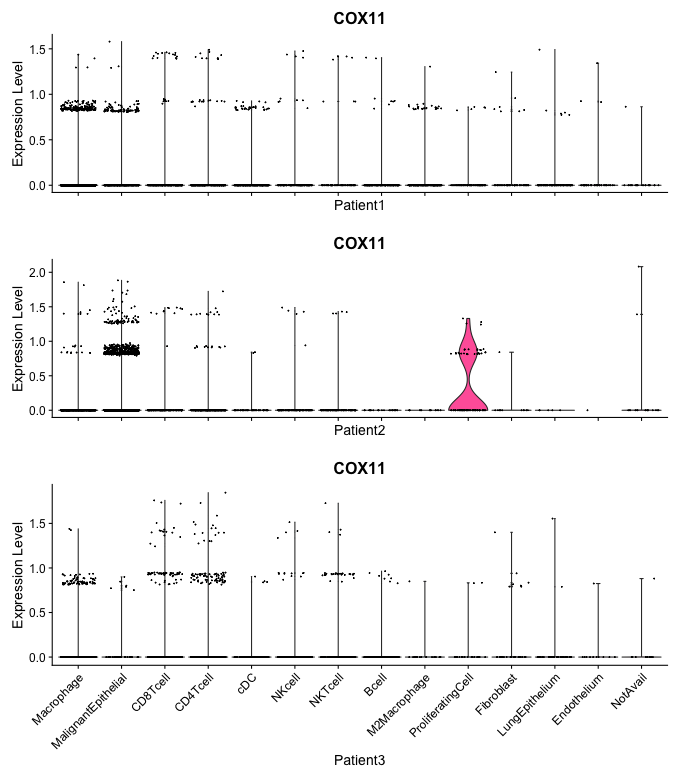 COX11
Expression Level
1.5
1.0
0.5
0.0
Patient1
COX11
Expression Level
2.0
1.5
1.0
0.5
0.0
Patient2
COX11
Expression Level
1.5
1.0
0.5
0.0
Macrophage
MalignantEpithelial
CD8Tcell
CD4Tcell
cDC
NKcell
NKTcell
Bcell
M2Macrophage
ProliferatingCell
Fibroblast
LungEpithelium
Endothelium
NotAvail
Patient3